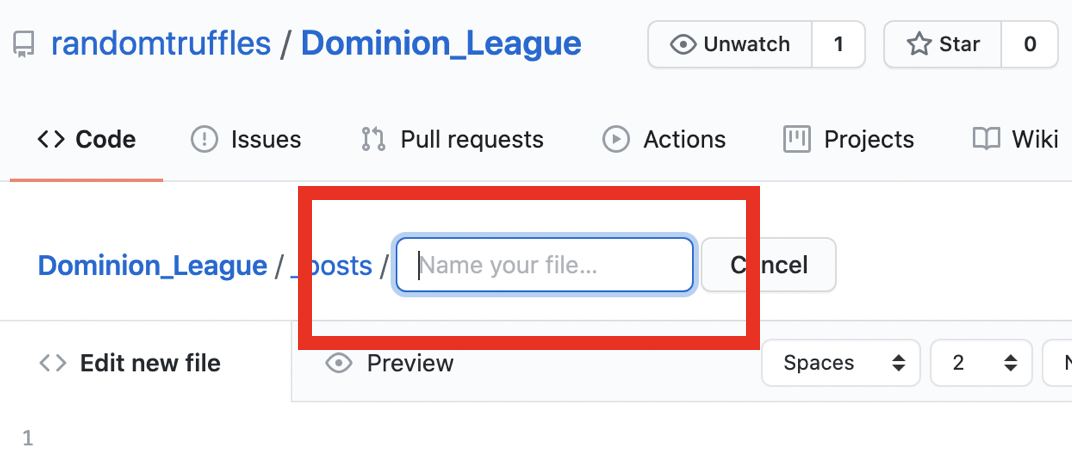 randomtruffles / Dominion_League Unwatch 1 Star 0
Code Issues Pull requests Actions Projects Wiki
Dominion_League / _posts / Name your file... Cancel
Edit new file Preview Spaces 2
1